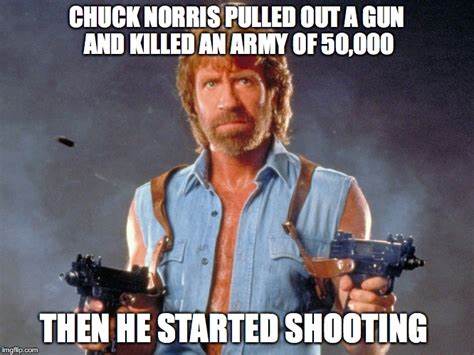 CHUCK NORRIS PULLED OUT A GUN
AND KILLED AN ARMY OF 50,000
THEN HE STARTED SHOOTING
imgflip.com